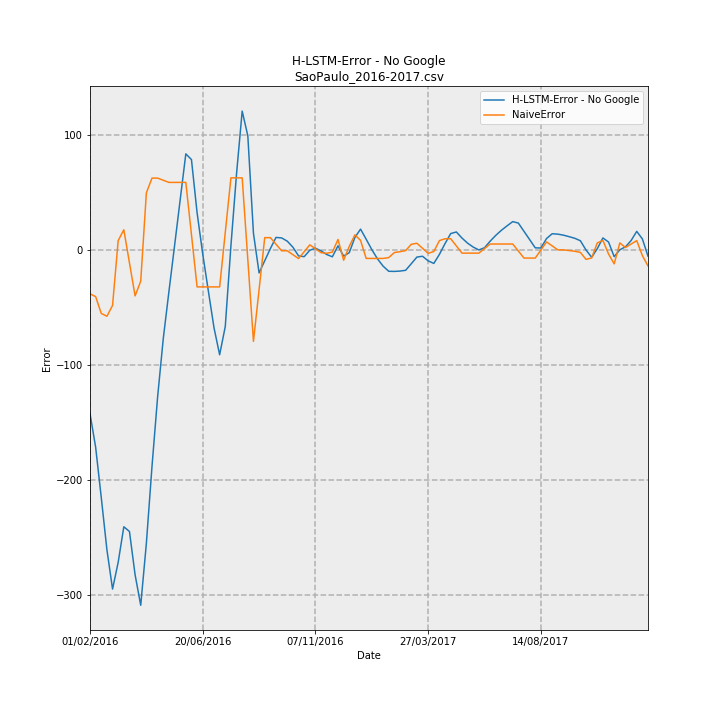 H-LSTM-Error - No Google
SaoPaulo_2016-2017.csv
H-LSTM-Error - No Google
NaiveError
Error
100
0
−100
−200
−300
01/02/2016
20/06/2016
07/11/2016
27/03/2017
14/08/2017
Date